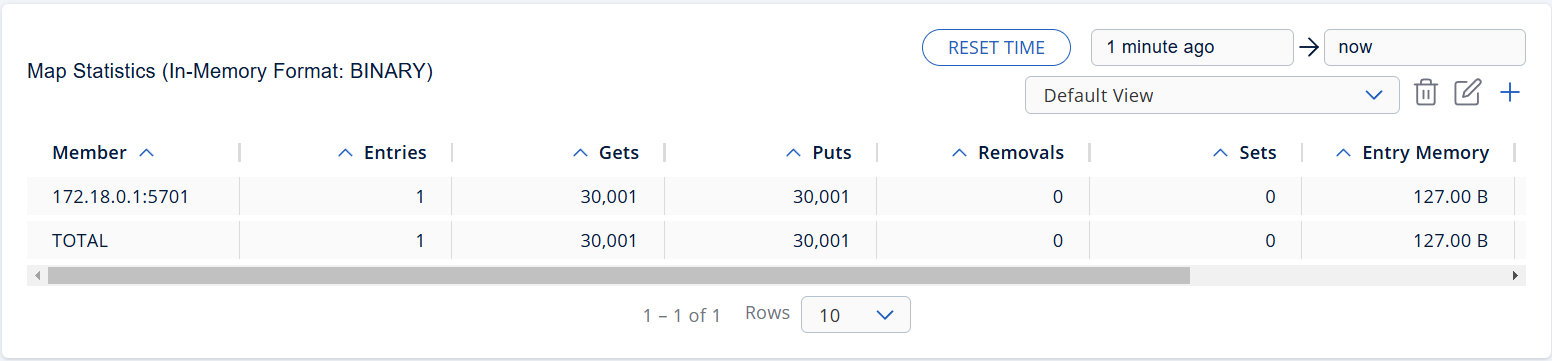 RESET TIME 1 minute ago now
Map Statistics (In-Memory Format: BINARY)
Default View
Member Entries Gets Puts Removals Sets Entry Memory
172.18.0.1:5701 1 30,001 30,001 0 0 127.00 B
TOTAL 1 30,001 30,001 0 0 127.00 B
1 – 1 of 1 Rows 10